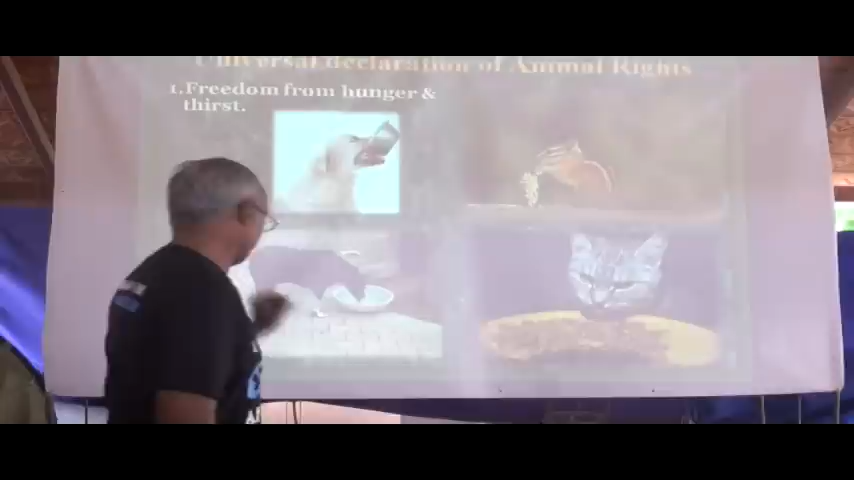 Universal declaration of Animal Rights
1.Freedom from hunger &
thirst.